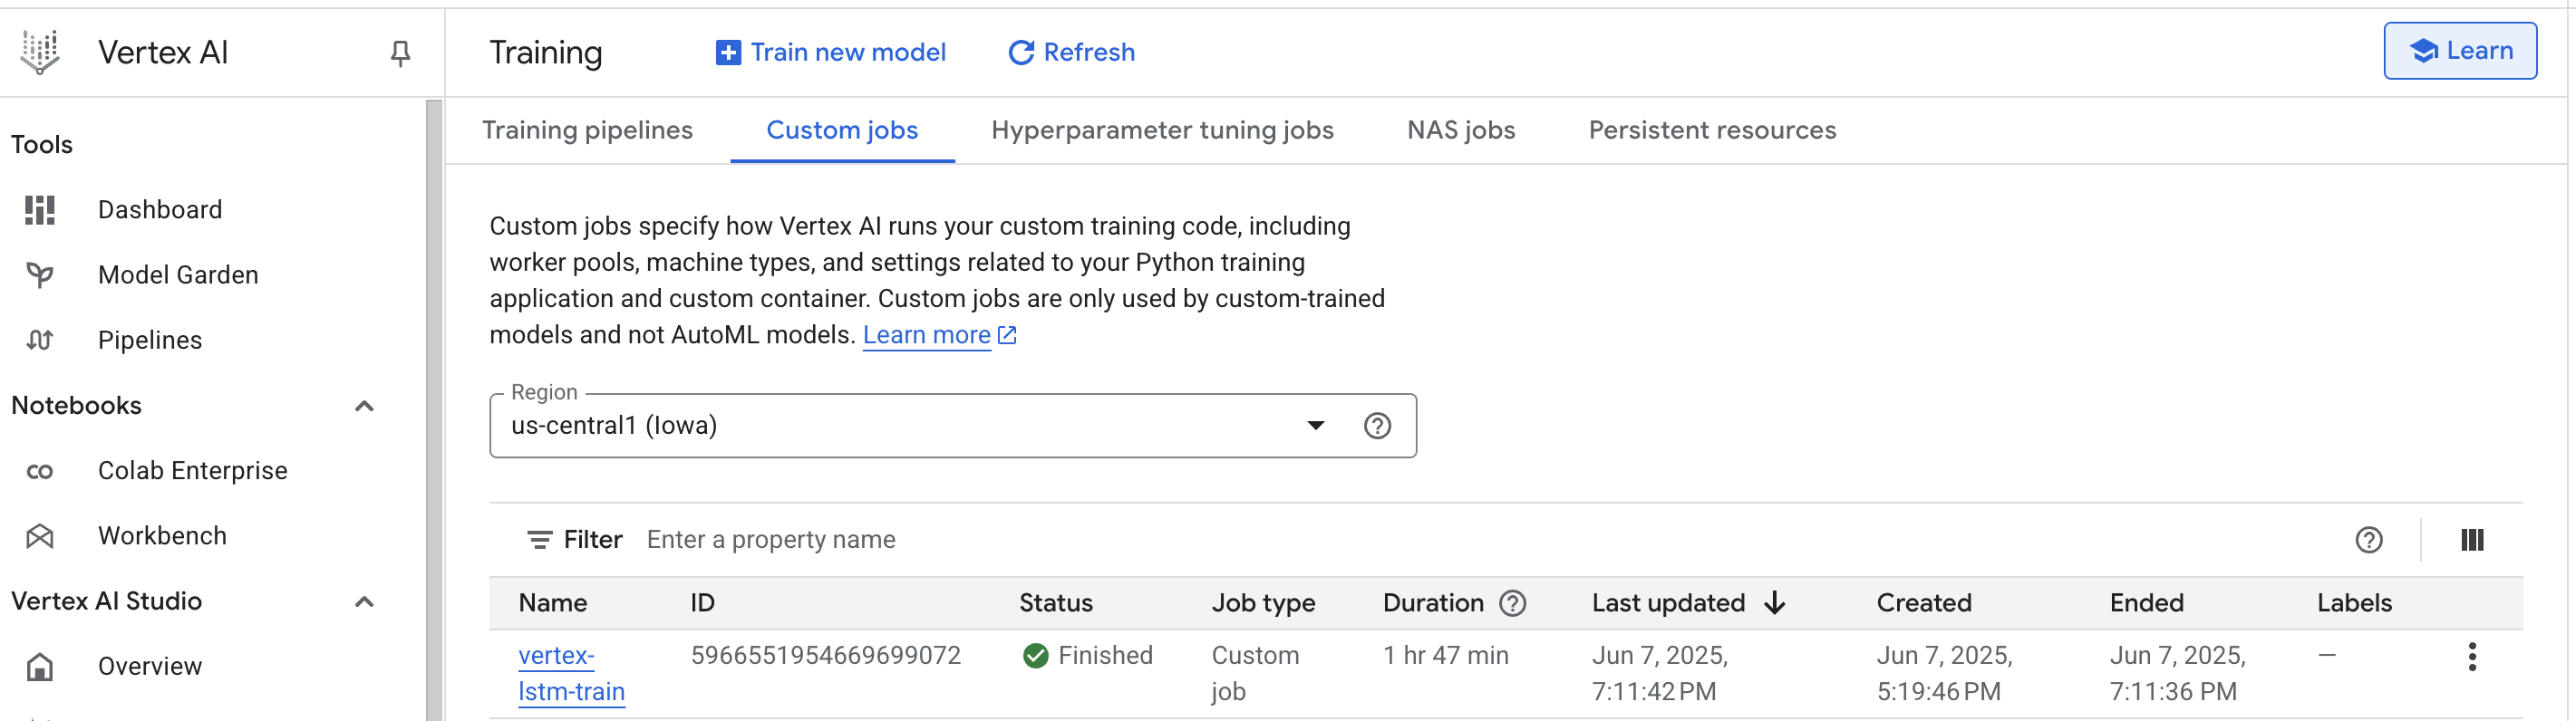 Vertex AI
Training
Train new model
Refresh
Learn
Tools
Dashboard
Model Garden
Pipelines
Notebooks
Colab Enterprise
Workbench
Vertex AI Studio
Overview
Training pipelines
Custom jobs
Hyperparameter tuning jobs
NAS jobs
Persistent resources
Custom jobs specify how Vertex AI runs your custom training code, including
worker pools, machine types, and settings related to your Python training
application and custom container. Custom jobs are only used by custom-trained
models and not AutoML models. Learn more
Region
us-central1 (Iowa)
Filter Enter a property name
Name ID Status Job type Duration Last updated Created Ended Labels
vertex- 5966551954669699072 Finished Custom 1 hr 47 min Jun 7, 2025, Jun 7, 2025, Jun 7, 2025, —
lstm-train job 7:11:42 PM 5:19:46 PM 7:11:36 PM